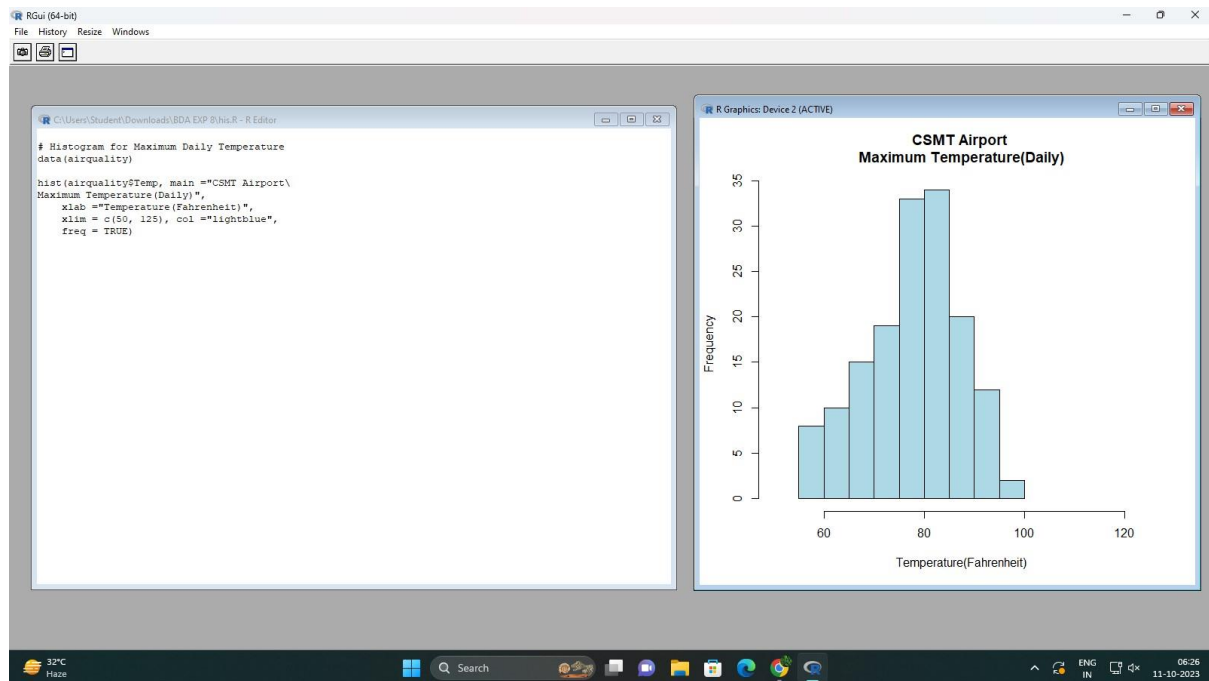 RGui (64-bit)
File History Resize Windows
C:\Users\Student\Downloads\BDA EXP 8\his.R - R Editor
# Histogram for Maximum Daily Temperature
data(airquality)
hist(airquality$Temp, main ="CSMT Airport\
Maximum Temperature(Daily)",
xlab ="Temperature(Fahrenheit)",
xlim = c(50, 125), col ="lightblue",
freq = TRUE)
R Graphics: Device 2 (ACTIVE)
CSMT Airport
Maximum Temperature(Daily)
35
30
25
20
15
10
5
0
Frequency
60 80 100 120
Temperature(Fahrenheit)
32°C
Haze
Search
ENG
IN
06:26
11-10-2023